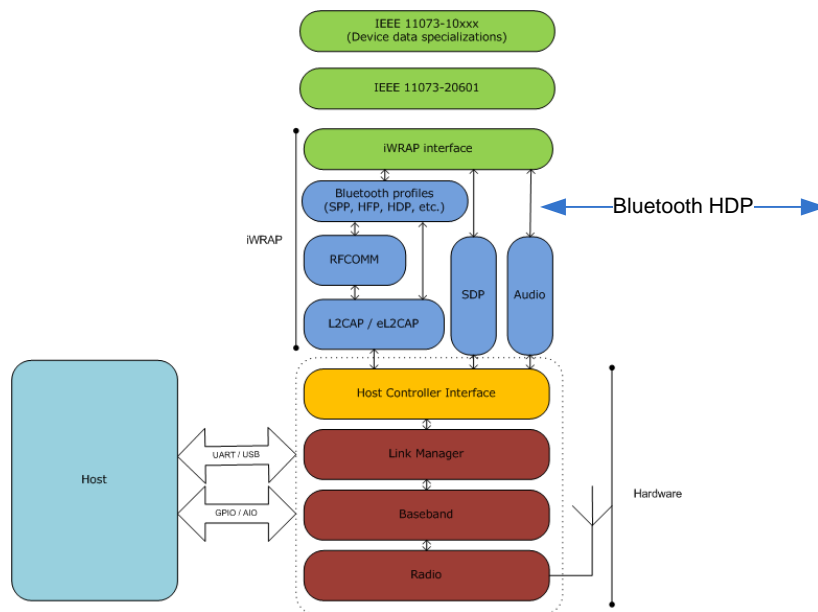 IEEE 11073-10xxx
(Device data specializations)
IEEE 11073-20601
iWRAP interface
Bluetooth profiles
(SPP, HFP, HDP, etc.)
Bluetooth HDP
iWRAP
RFCOMM
SDP
Audio
L2CAP / eL2CAP
Host Controller Interface
UART / USB
Link Manager
Host
Hardware
GPIO / AIO
Baseband
Radio